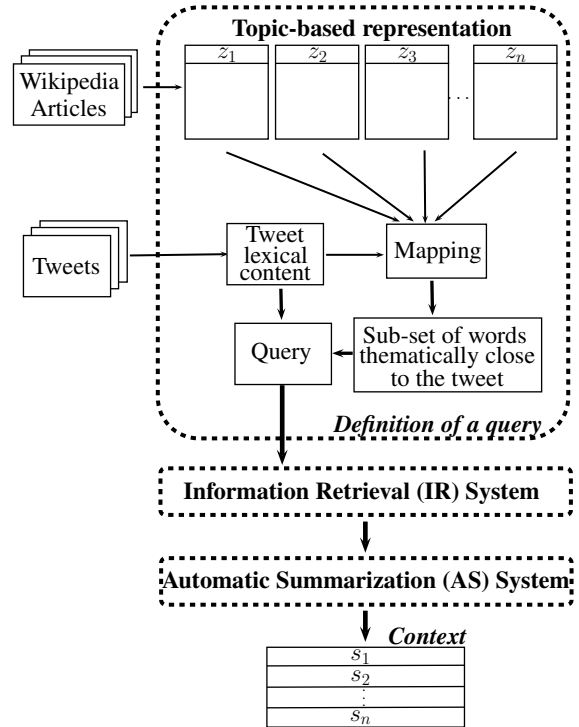 Topic-based representation
Wikipedia
Articles
z₁
z₂
z₃
...
zₙ
Tweets
Tweet
lexical
content
Mapping
Query
Sub-set of words
thematically close
to the tweet
Definition of a query
Information Retrieval (IR) System
Automatic Summarization (AS) System
Context
s₁
s₂
⋮
sₙ